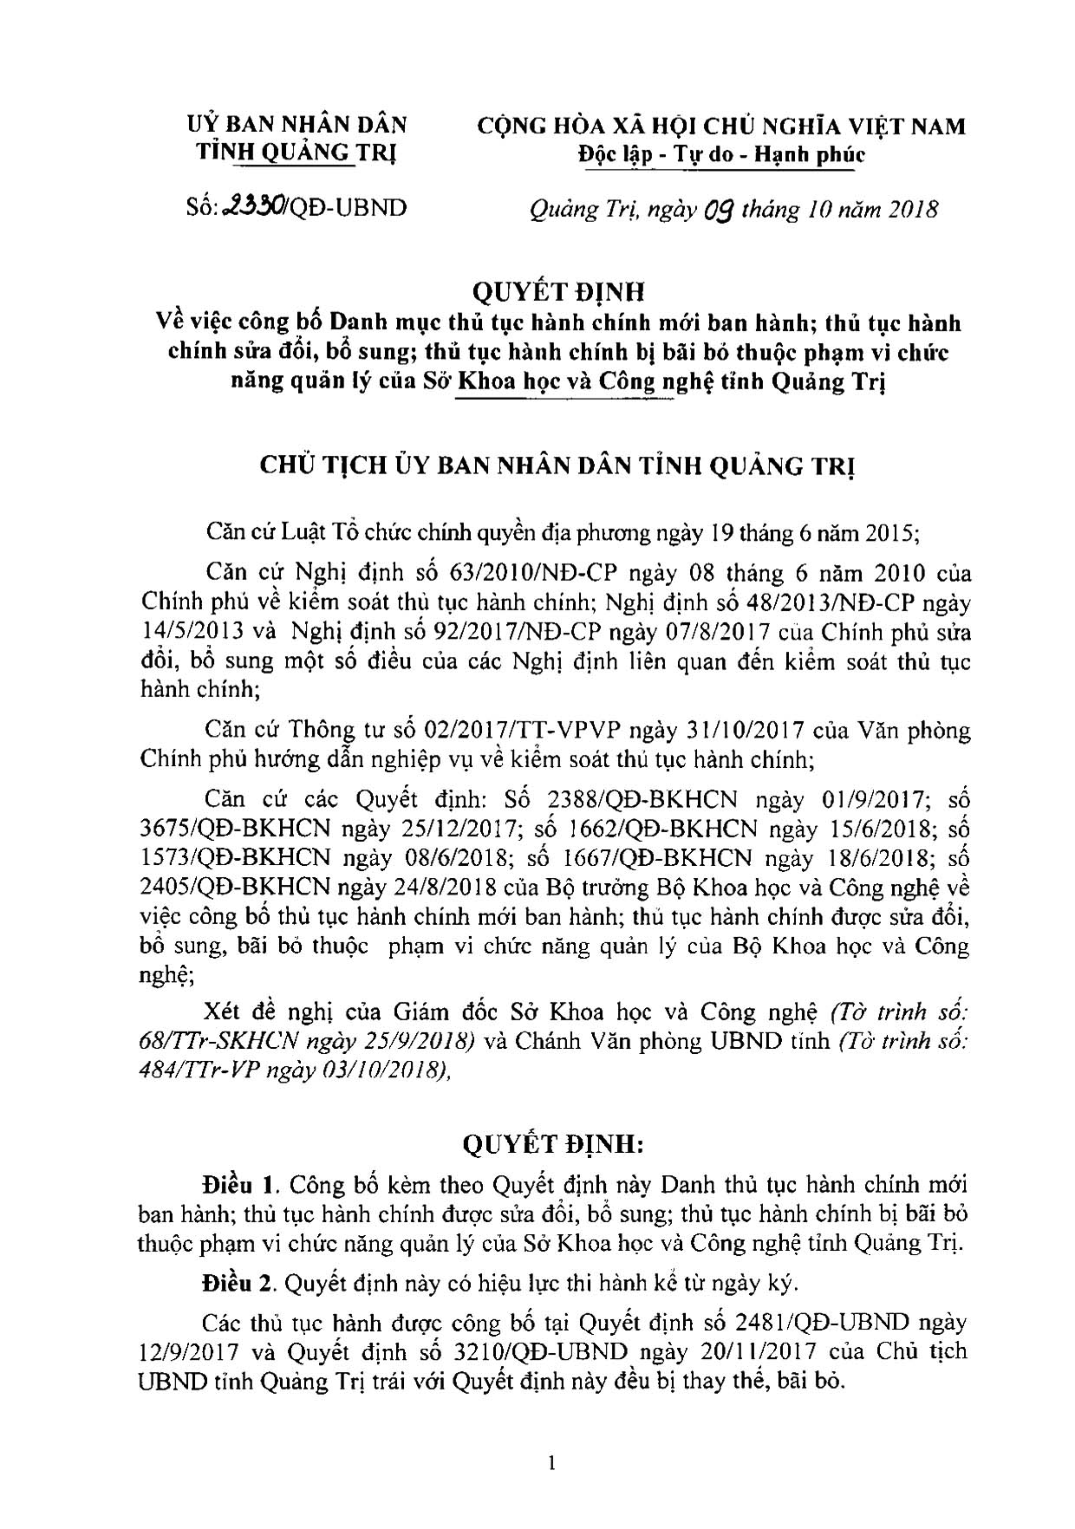 UỶ BAN NHÂN DÂN
TỈNH QUẢNG TRỊ
CỘNG HÒA XÃ HỘI CHỦ NGHĨA VIỆT NAM
Độc lập - Tự do - Hạnh phúc
Số: 2330/QĐ-UBND
Quảng Trị, ngày 09 tháng 10 năm 2018
QUYẾT ĐỊNH
Về việc công bố Danh mục thủ tục hành chính mới ban hành; thủ tục hành
chính sửa đổi, bổ sung; thủ tục hành chính bị bãi bỏ thuộc phạm vi chức
năng quản lý của Sở Khoa học và Công nghệ tỉnh Quảng Trị
CHỦ TỊCH ỦY BAN NHÂN DÂN TỈNH QUẢNG TRỊ
Căn cứ Luật Tổ chức chính quyền địa phương ngày 19 tháng 6 năm 2015;
Căn cứ Nghị định số 63/2010/NĐ-CP ngày 08 tháng 6 năm 2010 của
Chính phủ về kiểm soát thủ tục hành chính; Nghị định số 48/2013/NĐ-CP ngày
14/5/2013 và Nghị định số 92/2017/NĐ-CP ngày 07/8/2017 của Chính phủ sửa
đổi, bổ sung một số điều của các Nghị định liên quan đến kiểm soát thủ tục
hành chính;
Căn cứ Thông tư số 02/2017/TT-VPVP ngày 31/10/2017 của Văn phòng
Chính phủ hướng dẫn nghiệp vụ về kiểm soát thủ tục hành chính;
Căn cứ các Quyết định: Số 2388/QĐ-BKHCN ngày 01/9/2017; số
3675/QĐ-BKHCN ngày 25/12/2017; số 1662/QĐ-BKHCN ngày 15/6/2018; số
1573/QĐ-BKHCN ngày 08/6/2018; số 1667/QĐ-BKHCN ngày 18/6/2018; số
2405/QĐ-BKHCN ngày 24/8/2018 của Bộ trưởng Bộ Khoa học và Công nghệ về
việc công bố thủ tục hành chính mới ban hành; thủ tục hành chính được sửa đổi,
bổ sung, bãi bỏ thuộc phạm vi chức năng quản lý của Bộ Khoa học và Công
nghệ;
Xét đề nghị của Giám đốc Sở Khoa học và Công nghệ (Tờ trình số:
68/TTr-SKHCN ngày 25/9/2018) và Chánh Văn phòng UBND tỉnh (Tờ trình số:
484/TTr-VP ngày 03/10/2018),
QUYẾT ĐỊNH:
Điều 1. Công bố kèm theo Quyết định này Danh thủ tục hành chính mới
ban hành; thủ tục hành chính được sửa đổi, bổ sung; thủ tục hành chính bị bãi bỏ
thuộc phạm vi chức năng quản lý của Sở Khoa học và Công nghệ tỉnh Quảng Trị.
Điều 2. Quyết định này có hiệu lực thi hành kể từ ngày ký.
Các thủ tục hành được công bố tại Quyết định số 2481/QĐ-UBND ngày
12/9/2017 và Quyết định số 3210/QĐ-UBND ngày 20/11/2017 của Chủ tịch
UBND tỉnh Quảng Trị trái với Quyết định này đều bị thay thế, bãi bỏ.
1